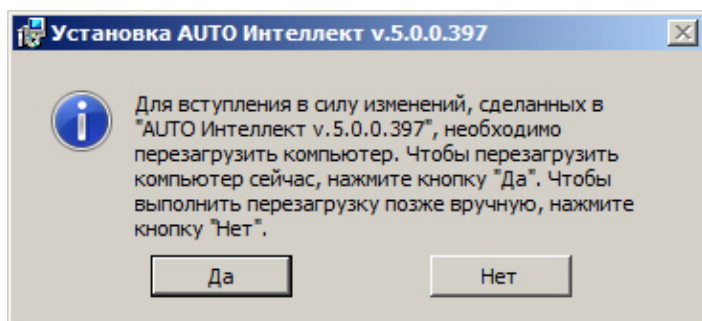 Установка AUTO Интеллект v.5.0.0.397
Для вступления в силу изменений, сделанных в
"AUTO Интеллект v.5.0.0.397", необходимо
перезагрузить компьютер. Чтобы перезагрузить
компьютер сейчас, нажмите кнопку "Да". Чтобы
выполнить перезагрузку позже вручную, нажмите
кнопку "Нет".
Да
Нет